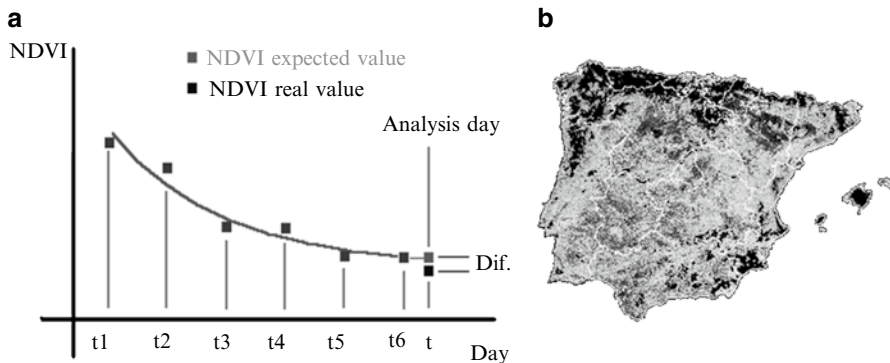 a
NDVI
NDVI expected value
NDVI real value
Analysis day
Dif.
t1 t2 t3 t4 t5 t6 t
Day
b